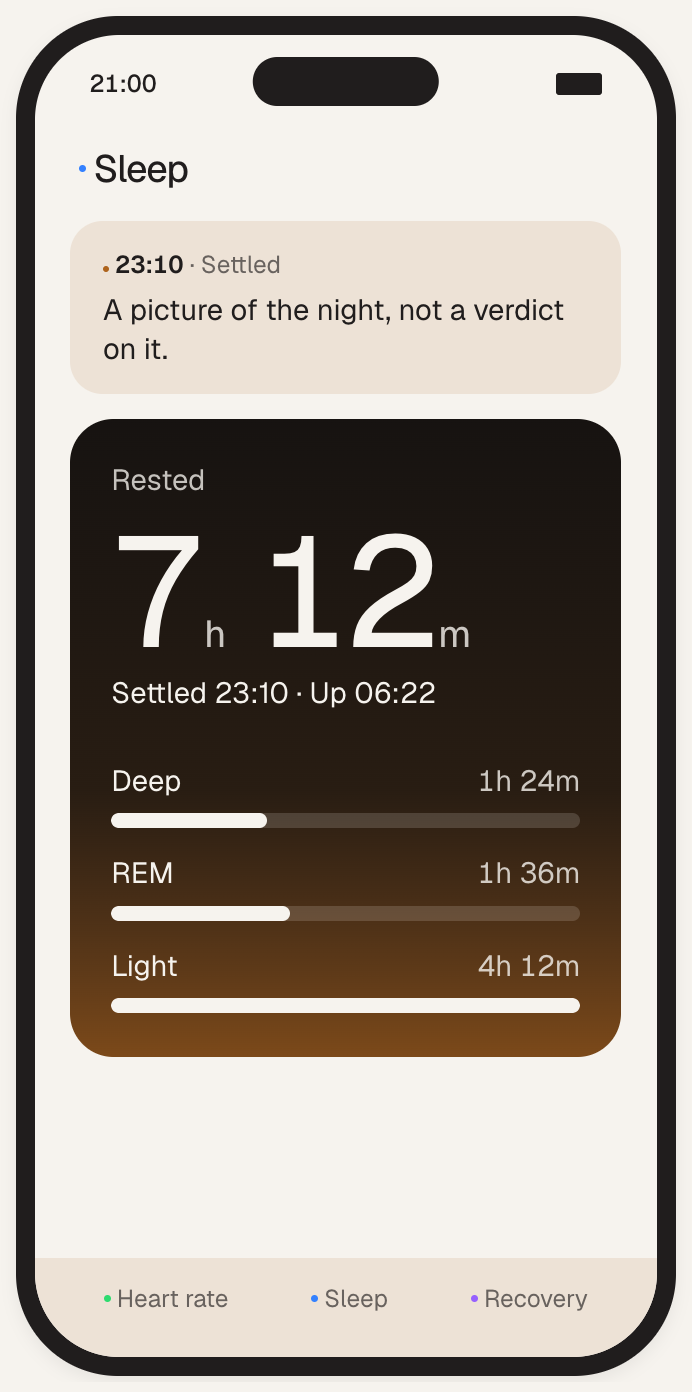 21:00
Sleep
23:10 · Settled
A picture of the night, not a verdict
on it.
Rested
7h 12m
Settled 23:10 · Up 06:22
Deep 1h 24m
REM 1h 36m
Light 4h 12m
Heart rate Sleep Recovery